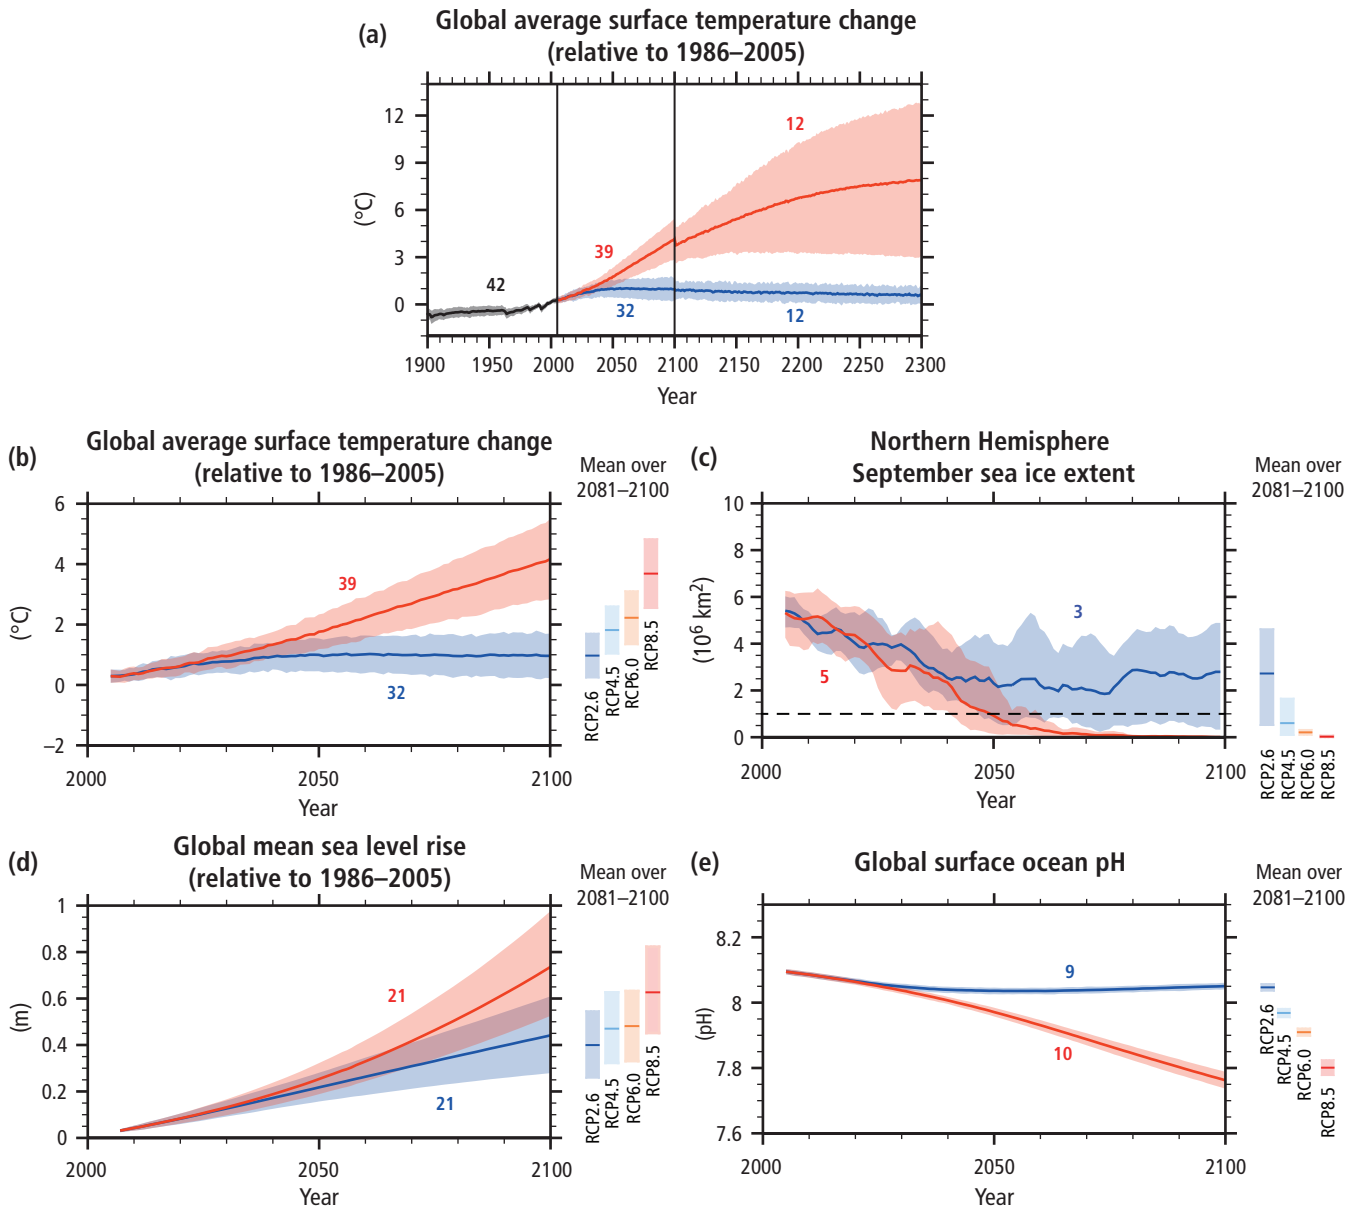 (a)
Global average surface temperature change
(relative to 1986–2005)
12
9
6
3
0
(°C)
42
39
32
12
12
1900
1950
2000
2050
2100
2150
2200
2250
2300
Year
(b)
Global average surface temperature change
(relative to 1986–2005)
Mean over
2081–2100
6
4
2
0
–2
(°C)
39
32
2000
2050
2100
Year
RCP2.6
RCP4.5
RCP6.0
RCP8.5
(c)
Northern Hemisphere
September sea ice extent
Mean over
2081–2100
10
8
6
4
2
0
(10⁶ km²)
3
5
2000
2050
2100
Year
RCP2.6
RCP4.5
RCP6.0
RCP8.5
(d)
Global mean sea level rise
(relative to 1986–2005)
Mean over
2081–2100
1
0.8
0.6
0.4
0.2
0
(m)
21
21
2000
2050
2100
Year
RCP2.6
RCP4.5
RCP6.0
RCP8.5
(e)
Global surface ocean pH
Mean over
2081–2100
8.2
8
7.8
7.6
(pH)
9
10
2000
2050
2100
Year
RCP2.6
RCP4.5
RCP6.0
RCP8.5